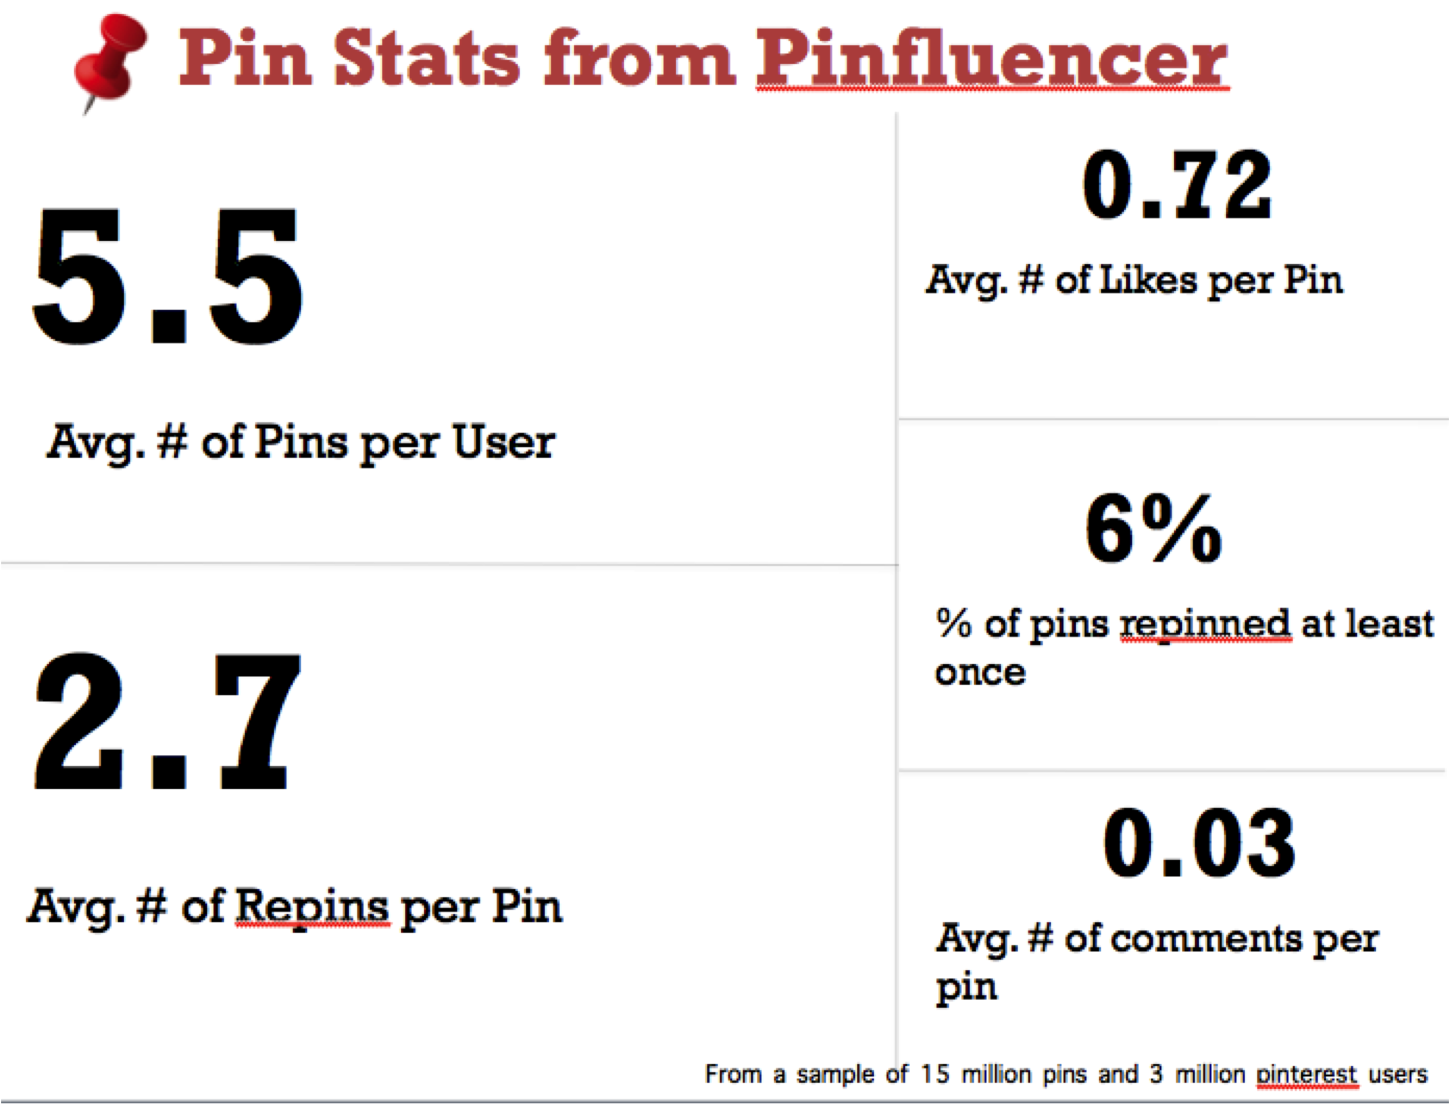 Pin Stats from Pinfluencer
5.5
Avg. # of Pins per User
2.7
Avg. # of Repins per Pin
0.72
Avg. # of Likes per Pin
6%
% of pins repinned at least
once
0.03
Avg. # of comments per
pin
From a sample of 15 million pins and 3 million pinterest users